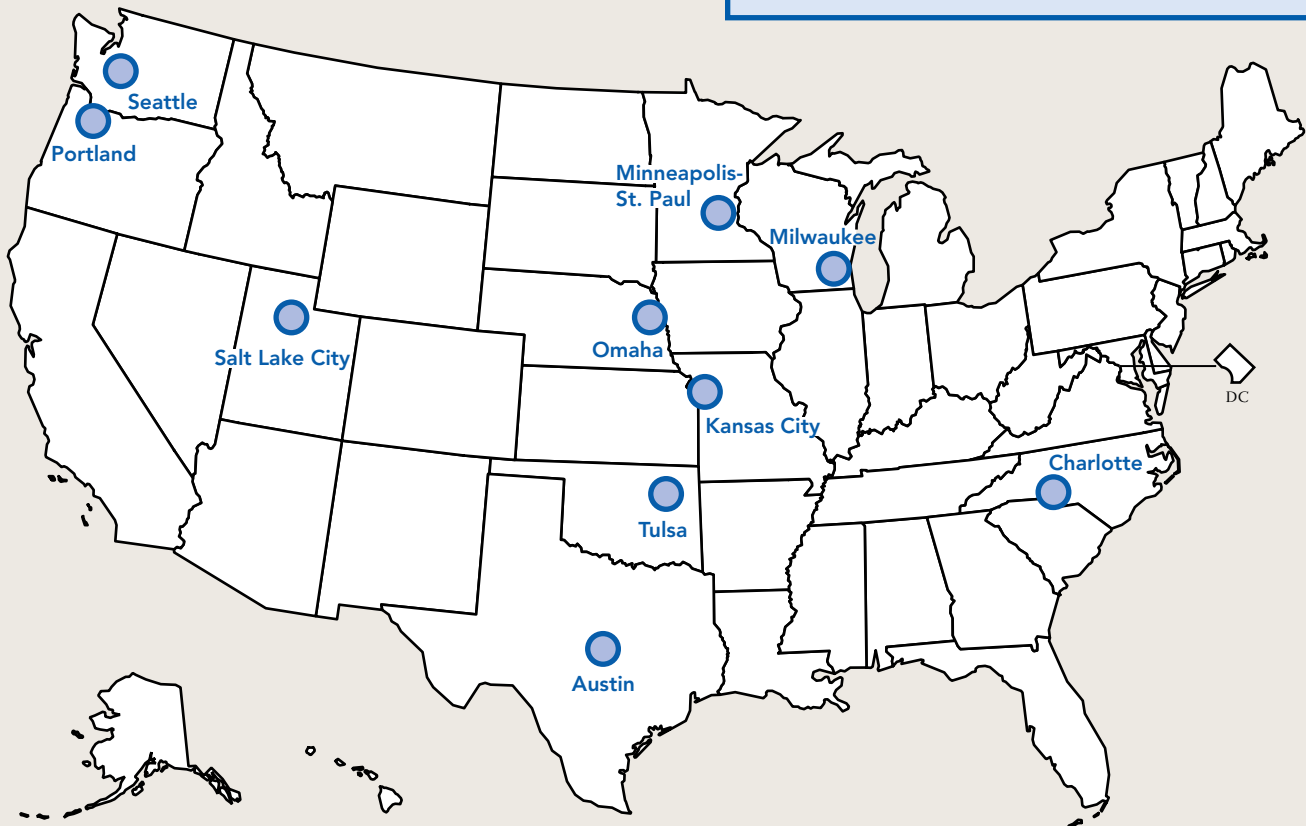 Seattle
Portland
Minneapolis-
St. Paul
Milwaukee
Salt Lake City
Omaha
DC
Kansas City
Charlotte
Tulsa
Austin